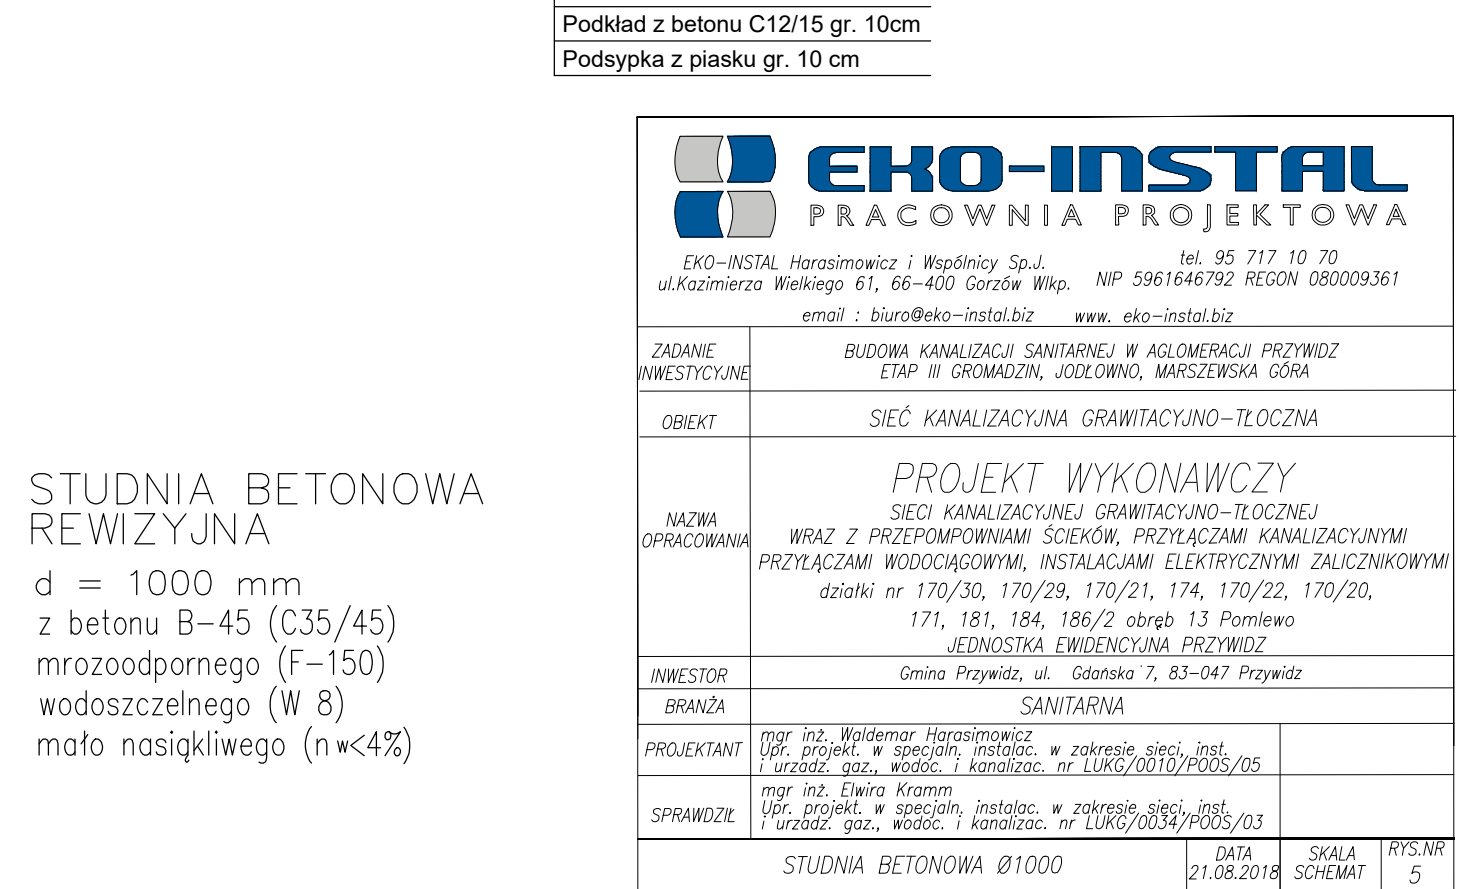 Podkład z betonu C12/15 gr. 10cm
Podsypka z piasku gr. 10 cm
EKO-INSTAL
PRACOWNIA PROJEKTOWA
EKO-INSTAL Harasimowicz i Wspólnicy Sp.J.
tel. 95 717 10 70
ul.Kazimierza Wielkiego 61, 66-400 Gorzów Wlkp.
NIP 5961646792 REGON 080009361
email : biuro@eko-instal.biz
www. eko-instal.biz
ZADANIE
INWESTYCYJNE
BUDOWA KANALIZACJI SANITARNEJ W AGLOMERACJI PRZYWIDZ
ETAP III GROMADZIN, JODŁOWNO, MARSZEWSKA GÓRA
OBIEKT
SIEĆ KANALIZACYJNA GRAWITACYJNO-TŁOCZNA
NAZWA
OPRACOWANIA
PROJEKT WYKONAWCZY
SIECI KANALIZACYJNEJ GRAWITACYJNO-TŁOCZNEJ
WRAZ Z PRZEPOMPOWNIAMI ŚCIEKÓW, PRZYŁĄCZAMI KANALIZACYJNYMI
PRZYŁĄCZAMI WODOCIĄGOWYMI, INSTALACJAMI ELEKTRYCZNYMI ZALICZNIKOWYMI
działki nr 170/30, 170/29, 170/21, 174, 170/22, 170/20,
171, 181, 184, 186/2 obręb 13 Pomlewo
JEDNOSTKA EWIDENCYJNA PRZYWIDZ
INWESTOR
Gmina Przywidz, ul. Gdańska 7, 83-047 Przywidz
BRANŻA
SANITARNA
PROJEKTANT
mgr inż. Waldemar Harasimowicz
Upr. projekt. w specjaln. instalac. w zakresie sieci, inst.
i urządz. gaz., wodoc. i kanalizac. nr LUKG/0010/POOS/05
SPRAWDZIŁ
mgr inż. Elwira Kramm
Upr. projekt. w specjaln. instalac. w zakresie sieci, inst.
i urządz. gaz., wodoc. i kanalizac. nr LUKG/0034/POOS/03
STUDNIA BETONOWA Ø1000
DATA
21.08.2018
SKALA
SCHEMAT
RYS.NR
5
STUDNIA BETONOWA
REWIZYJNA
d = 1000 mm
z betonu B-45 (C35/45)
mrozoodpornego (F-150)
wodoszczelnego (W 8)
mało nasiąkliwego (n w<4%)